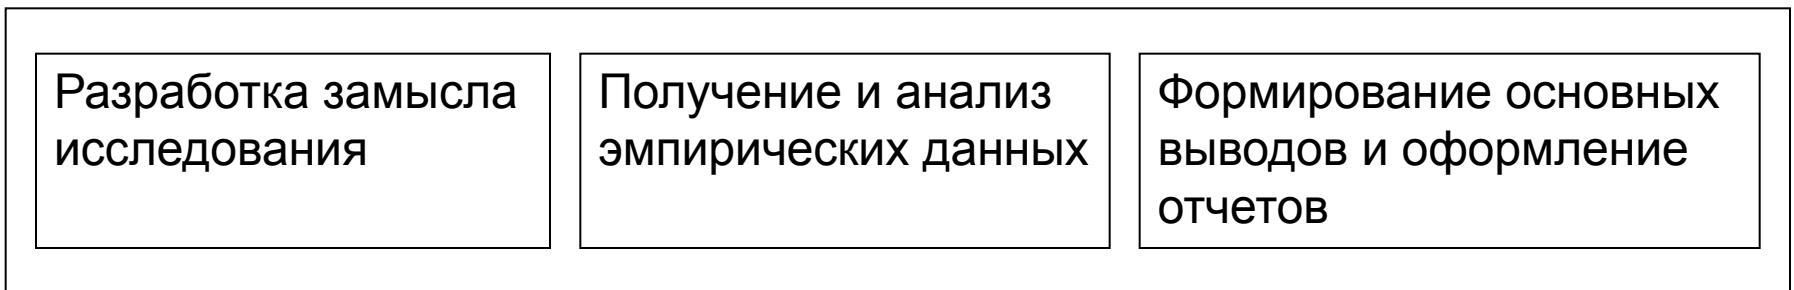 Разработка замысла
исследования
Получение и анализ
эмпирических данных
Формирование основных
выводов и оформление
отчетов